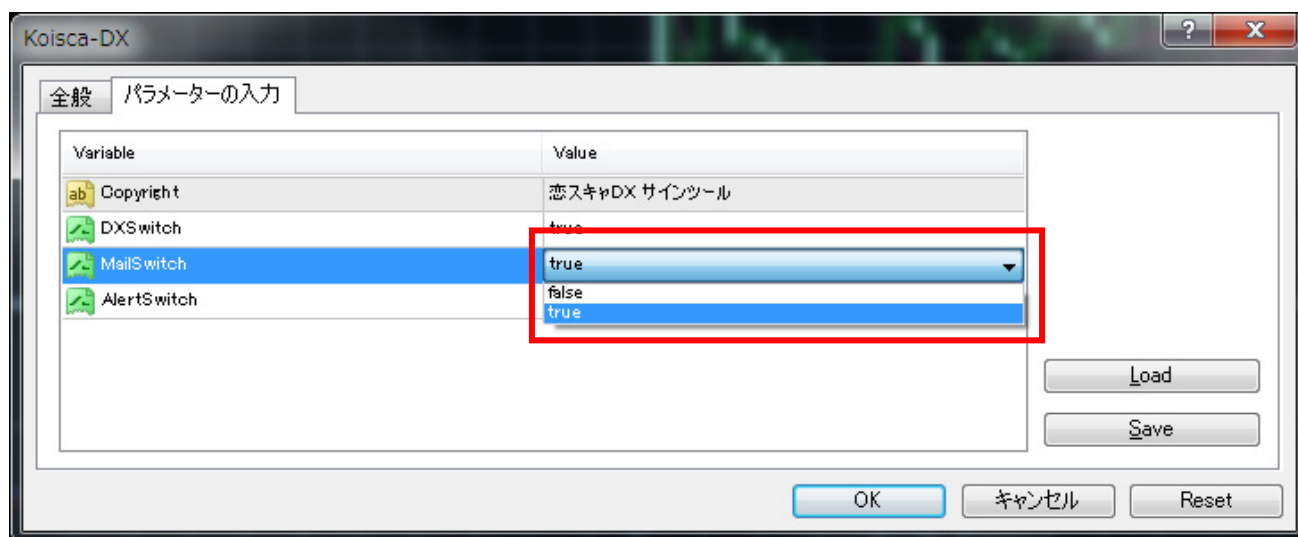 Koisca-DX
?
X
全般
パラメーターの入力
Variable
Value
ab Copyright
恋スキャDX サインツール
DXSwitch
true
MailSwitch
true
AlertSwitch
false
true
Load
Save
OK
キャンセル
Reset